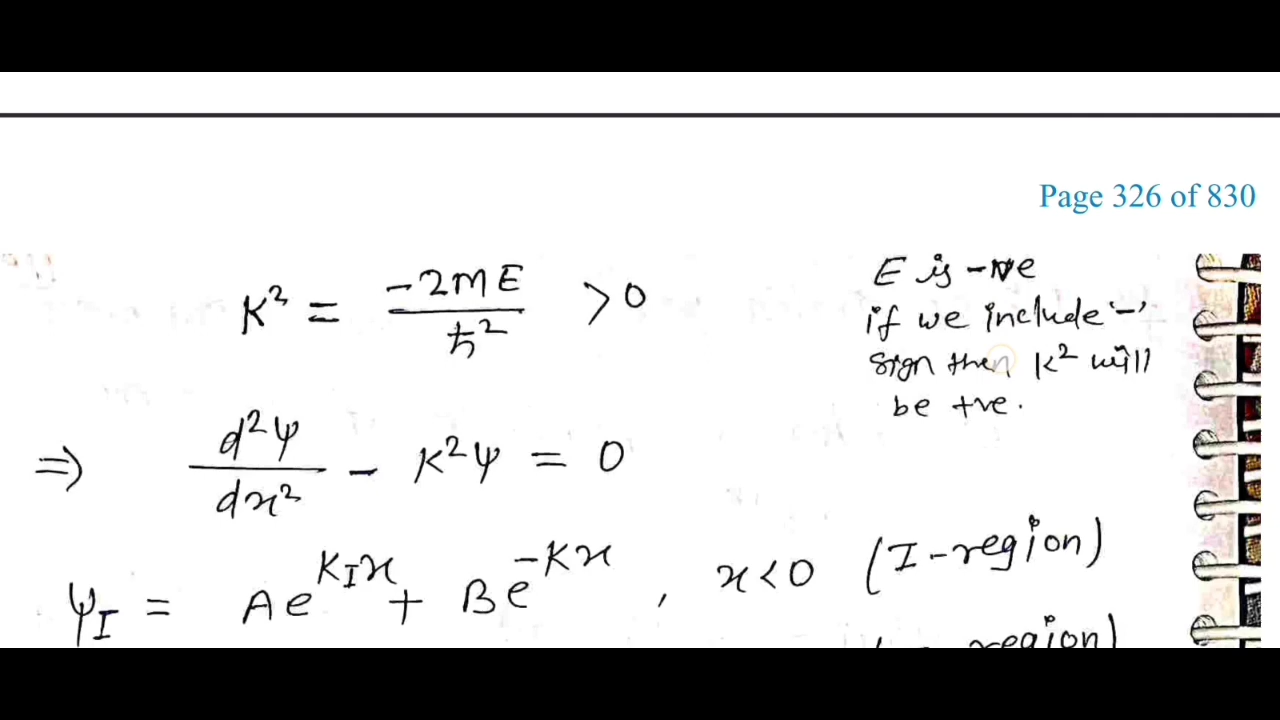 Page 326 of 830
K² = -2mE/ħ² > 0
E is -ve
if we include '-'
sign then K² will
be +ve.
⇒ d²ψ/dx² - K²ψ = 0
ψ_I = Ae^{K_I x} + Be^{-Kx} , x<0 (I-region)
region)